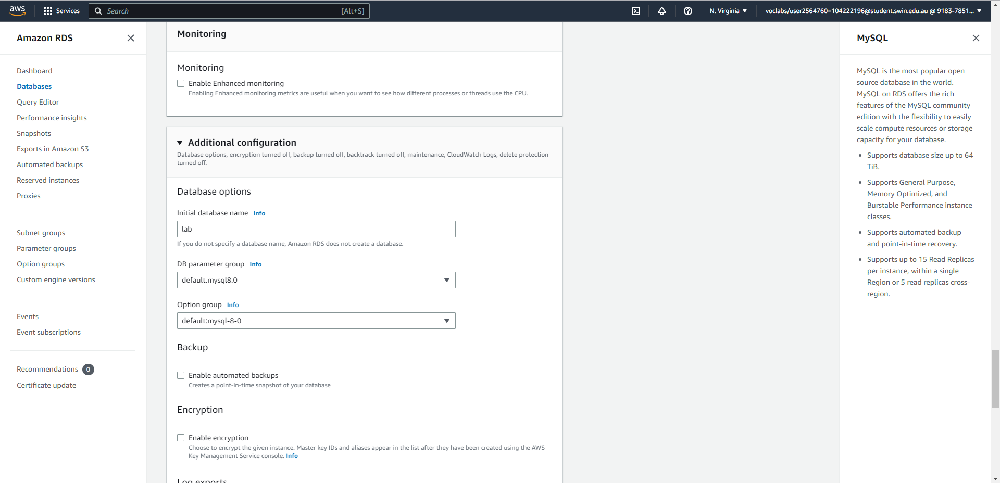 aws
Services
Search
[Alt+S]
N. Virginia
voclabs/user2564760=104222196@student.swin.edu.au @ 9183-7851...
Amazon RDS
Dashboard
Databases
Query Editor
Performance insights
Snapshots
Exports in Amazon S3
Automated backups
Reserved instances
Proxies
Subnet groups
Parameter groups
Option groups
Custom engine versions
Events
Event subscriptions
Recommendations 0
Certificate update
Monitoring
Monitoring
Enable Enhanced monitoring
Enabling Enhanced monitoring metrics are useful when you want to see how different processes or threads use the CPU.
Additional configuration
Database options, encryption turned off, backup turned off, backtrack turned off, maintenance, CloudWatch Logs, delete protection
turned off.
Database options
Initial database name Info
lab
If you do not specify a database name, Amazon RDS does not create a database.
DB parameter group Info
default.mysql8.0
Option group Info
default:mysql-8-0
Backup
Enable automated backups
Creates a point-in-time snapshot of your database
Encryption
Enable encryption
Choose to encrypt the given instance. Master key IDs and aliases appear in the list after they have been created using the AWS
Key Management Service console. Info
Log exports
MySQL
MySQL is the most popular open
source database in the world.
MySQL on RDS offers the rich
features of the MySQL community
edition with the flexibility to easily
scale compute resources or storage
capacity for your database.
• Supports database size up to 64
TiB.
• Supports General Purpose,
Memory Optimized, and
Burstable Performance instance
classes.
• Supports automated backup
and point-in-time recovery.
• Supports up to 15 Read Replicas
per instance, within a single
Region or 5 read replicas cross-
region.